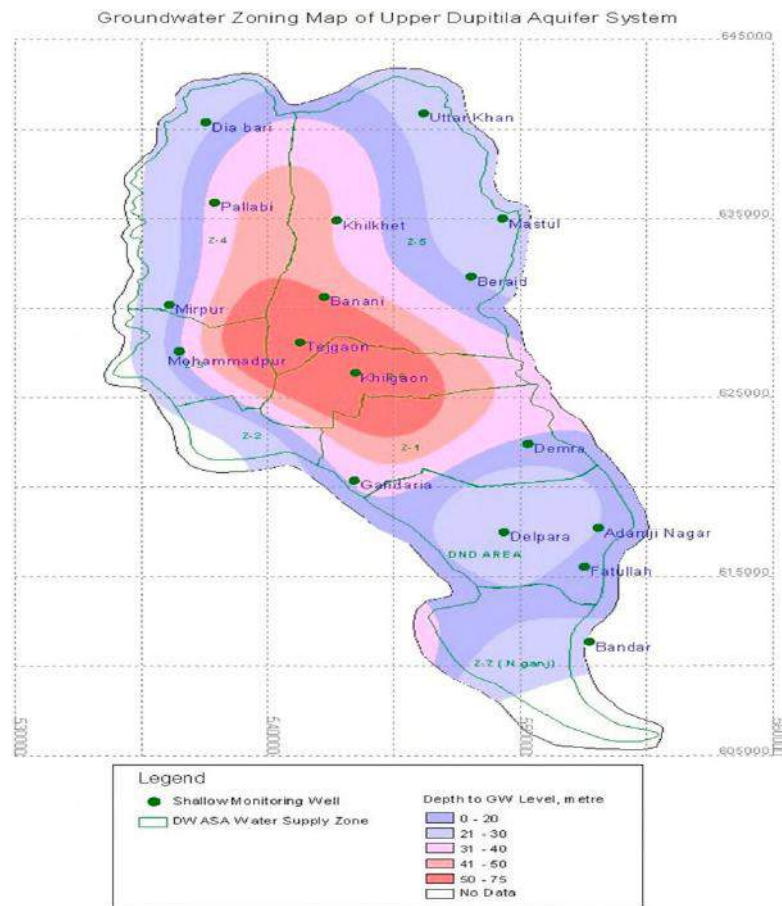 Groundwater Zoning Map of Upper Dupitila Aquifer System
645000
Uttar Khan
Dia bari
635000
Pallabi
Khilkhet
Mastul
Z-4
Z-5
Beraid
Banani
Mirpur
Tejgaon
Mohammadpur
Khilgaon
625000
Z-2
Z-1
Demra
Gandaria
Delpara
Adamji Nagar
DND AREA
Fatullah
615000
Bandar
Z-7 (N ganj)
530000
540000
605000
Legend
Shallow Monitoring Well
DWASA Water Supply Zone
Depth to GW Level, metre
0 - 20
21 - 30
31 - 40
41 - 50
50 - 75
No Data